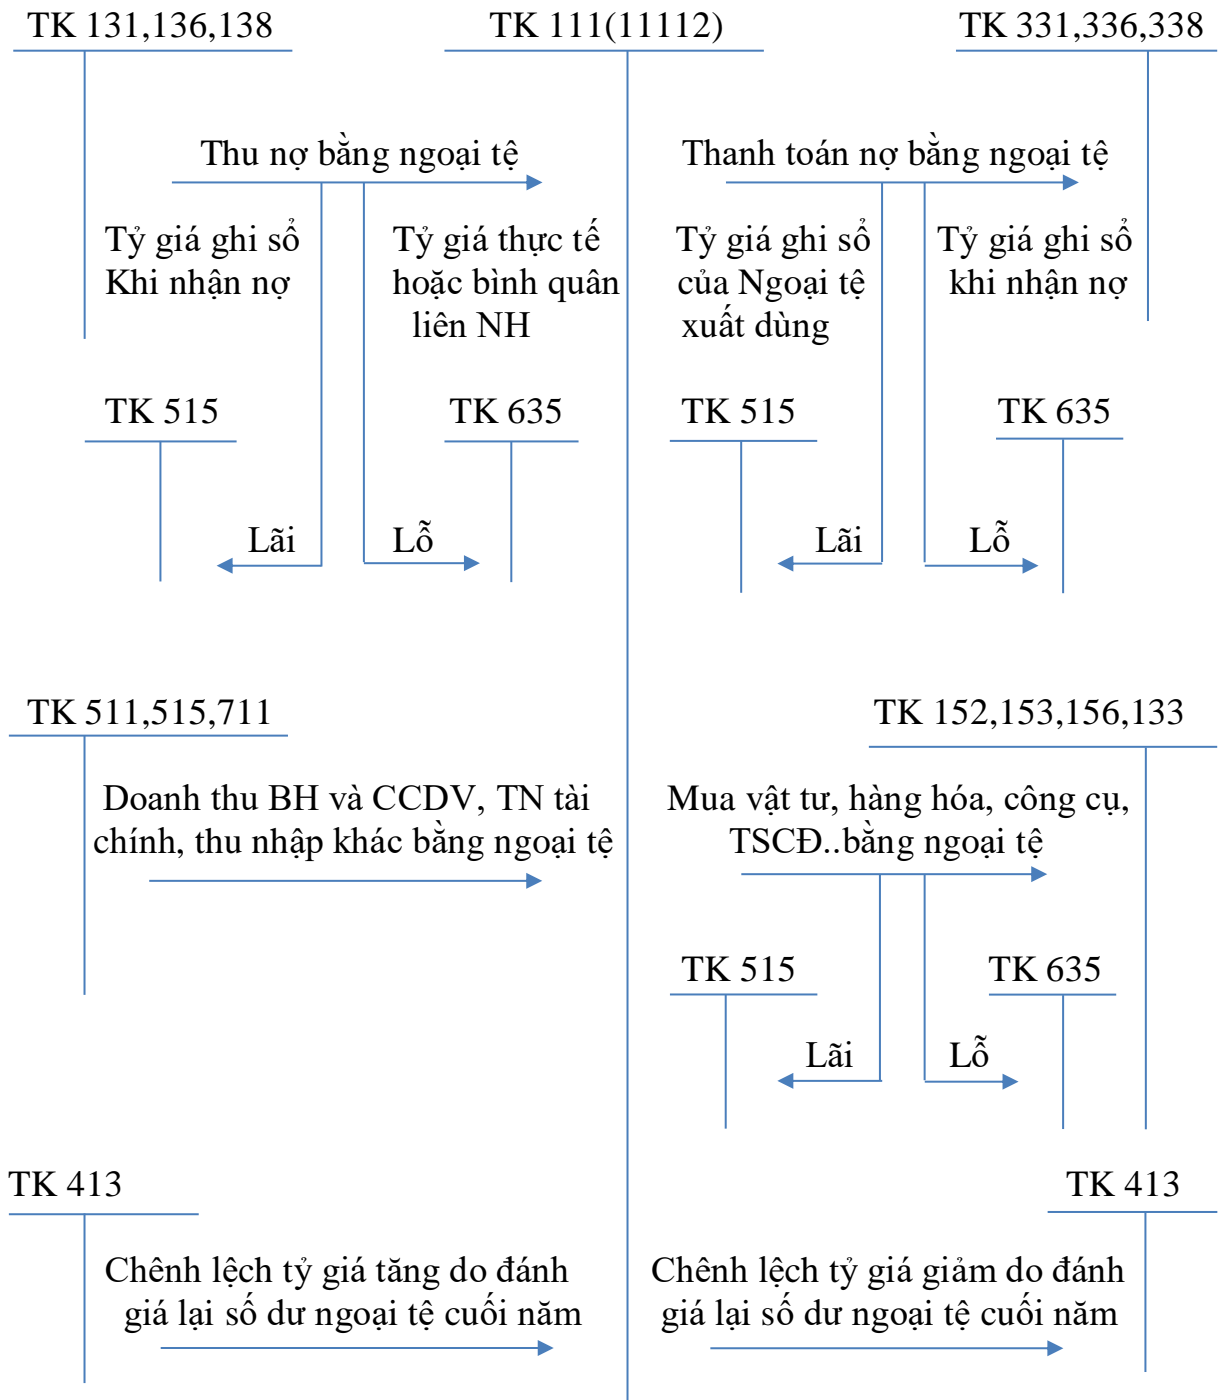 TK 131,136,138
TK 111(11112)
TK 331,336,338
Thu nợ bằng ngoại tệ
Thanh toán nợ bằng ngoại tệ
Tỷ giá ghi sổ
Khi nhận nợ
Tỷ giá thực tế
hoặc bình quân
liên NH
Tỷ giá ghi sổ
của Ngoại tệ
xuất dùng
Tỷ giá ghi sổ
khi nhận nợ
TK 515
TK 635
TK 515
TK 635
Lãi
Lỗ
Lãi
Lỗ
TK 511,515,711
TK 152,153,156,133
Doanh thu BH và CCDV, TN tài
chính, thu nhập khác bằng ngoại tệ
Mua vật tư, hàng hóa, công cụ,
TSCĐ..bằng ngoại tệ
TK 515
TK 635
Lãi
Lỗ
TK 413
TK 413
Chênh lệch tỷ giá tăng do đánh
giá lại số dư ngoại tệ cuối năm
Chênh lệch tỷ giá giảm do đánh
giá lại số dư ngoại tệ cuối năm